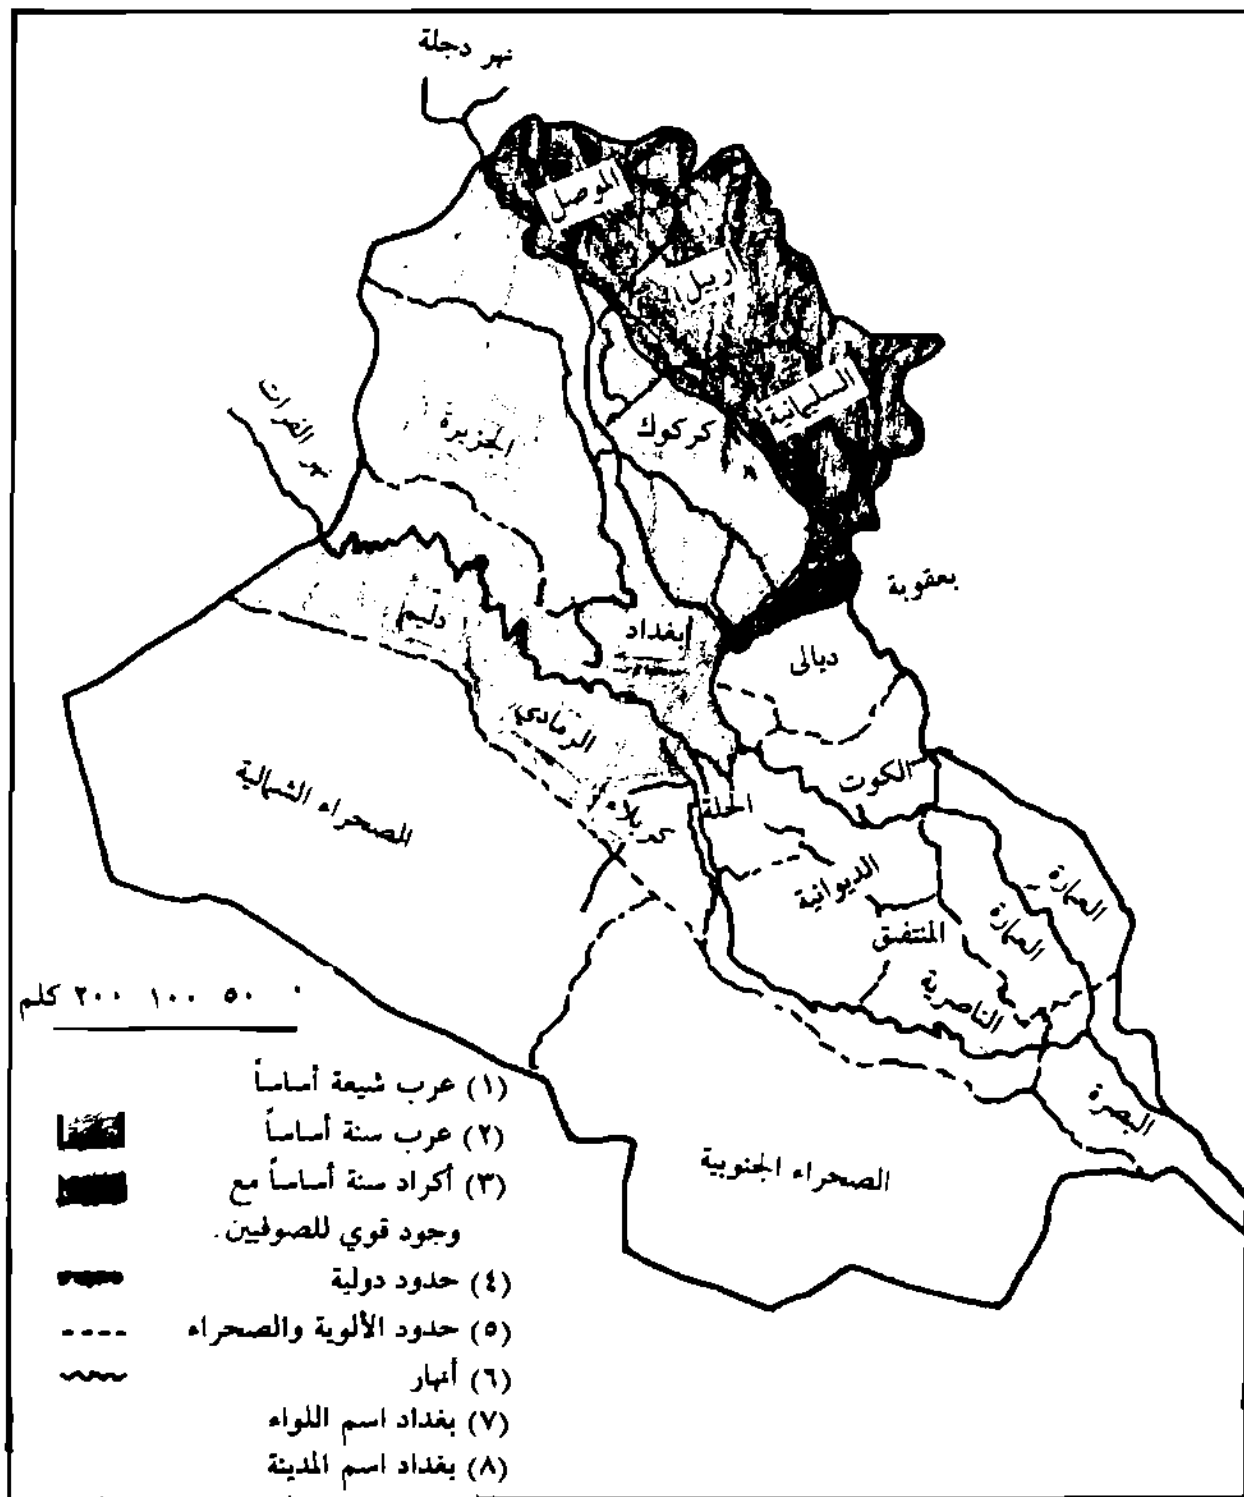 نهر دجلة
الموصل
اربيل
السليمانية
كركوك
الجزيرة
نهر الفرات
بعقوبة
دليم
بغداد
ديالى
الرمادي
الكوت
الصحراء الشمالية
كربلاء
الحلة
الديوانية
العمارة
العمارة
المنتفق
الناصرية
البصرة
الصحراء الجنوبية
٠ ٥٠ ١٠٠ ٢٠٠ كلم
(١) عرب شيعة أساساً
(٢) عرب سنة أساساً
(٣) أكراد سنة أساساً مع
وجود قوي للصوفيين.
(٤) حدود دولية
(٥) حدود الألوية والصحراء
(٦) أنهار
(٧) بغداد اسم اللواء
(٨) بغداد اسم المدينة